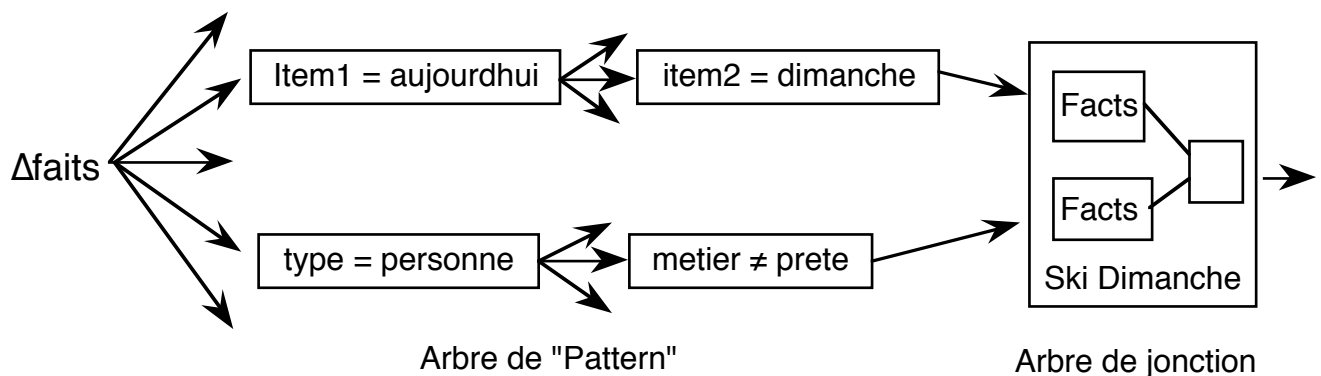 Item1 = aujourdhui
item2 = dimanche
Facts
Δfaits
Facts
type = personne
metier ≠ prete
Ski Dimanche
Arbre de "Pattern"
Arbre de jonction